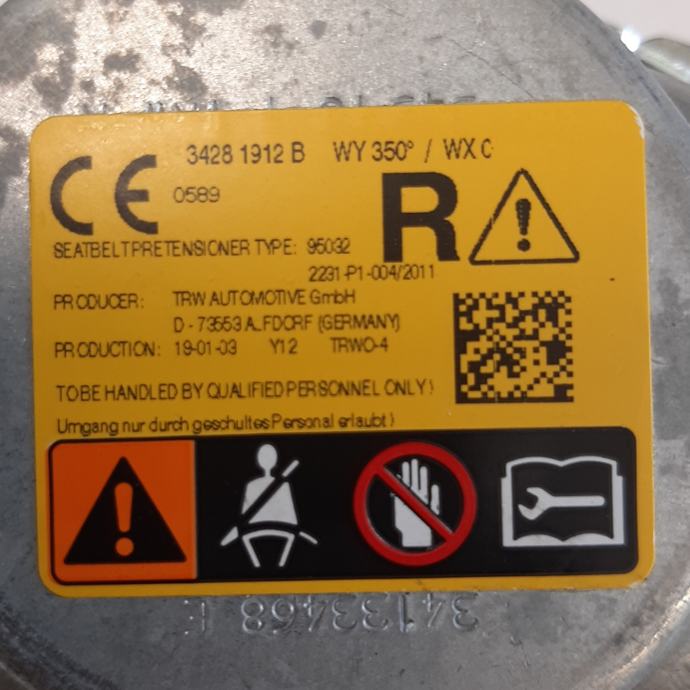 3428 1912 B WY 350° / WX C
CE 0589 R
SEATBELT PRETENSIONER TYPE: 95032
2231-P1-004/2011
PRODUCER: TRW AUTOMOTIVE GmbH
D - 73553 ALFDORF (GERMANY)
PRODUCTION: 19-01-03 Y12 TRWO-4
TO BE HANDLED BY QUALIFIED PERSONNEL ONLY!
Umgang nur durch geschultes Personal erlaubt!
34133468 E